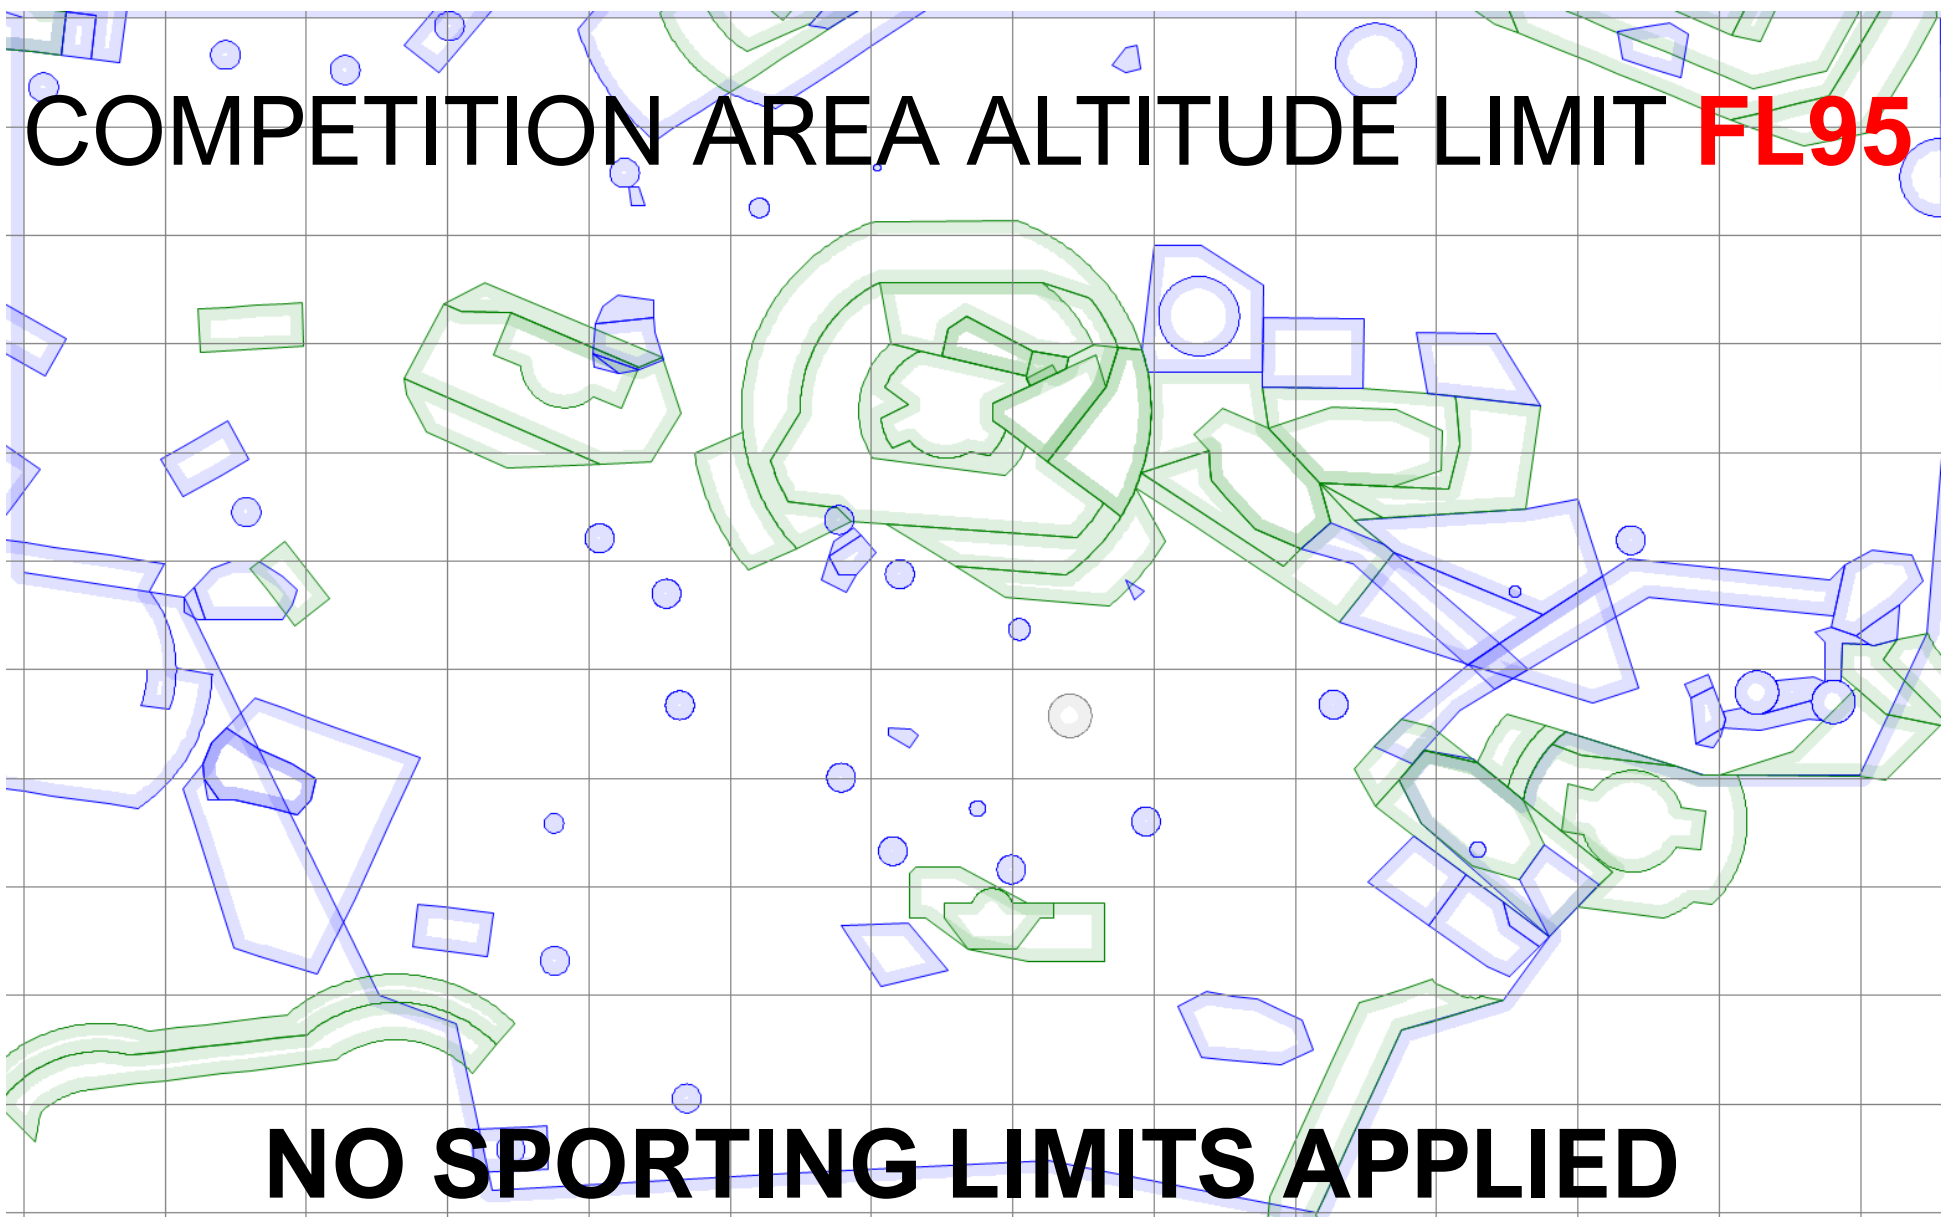 COMPETITION AREA ALTITUDE LIMIT FL95
NO SPORTING LIMITS APPLIED